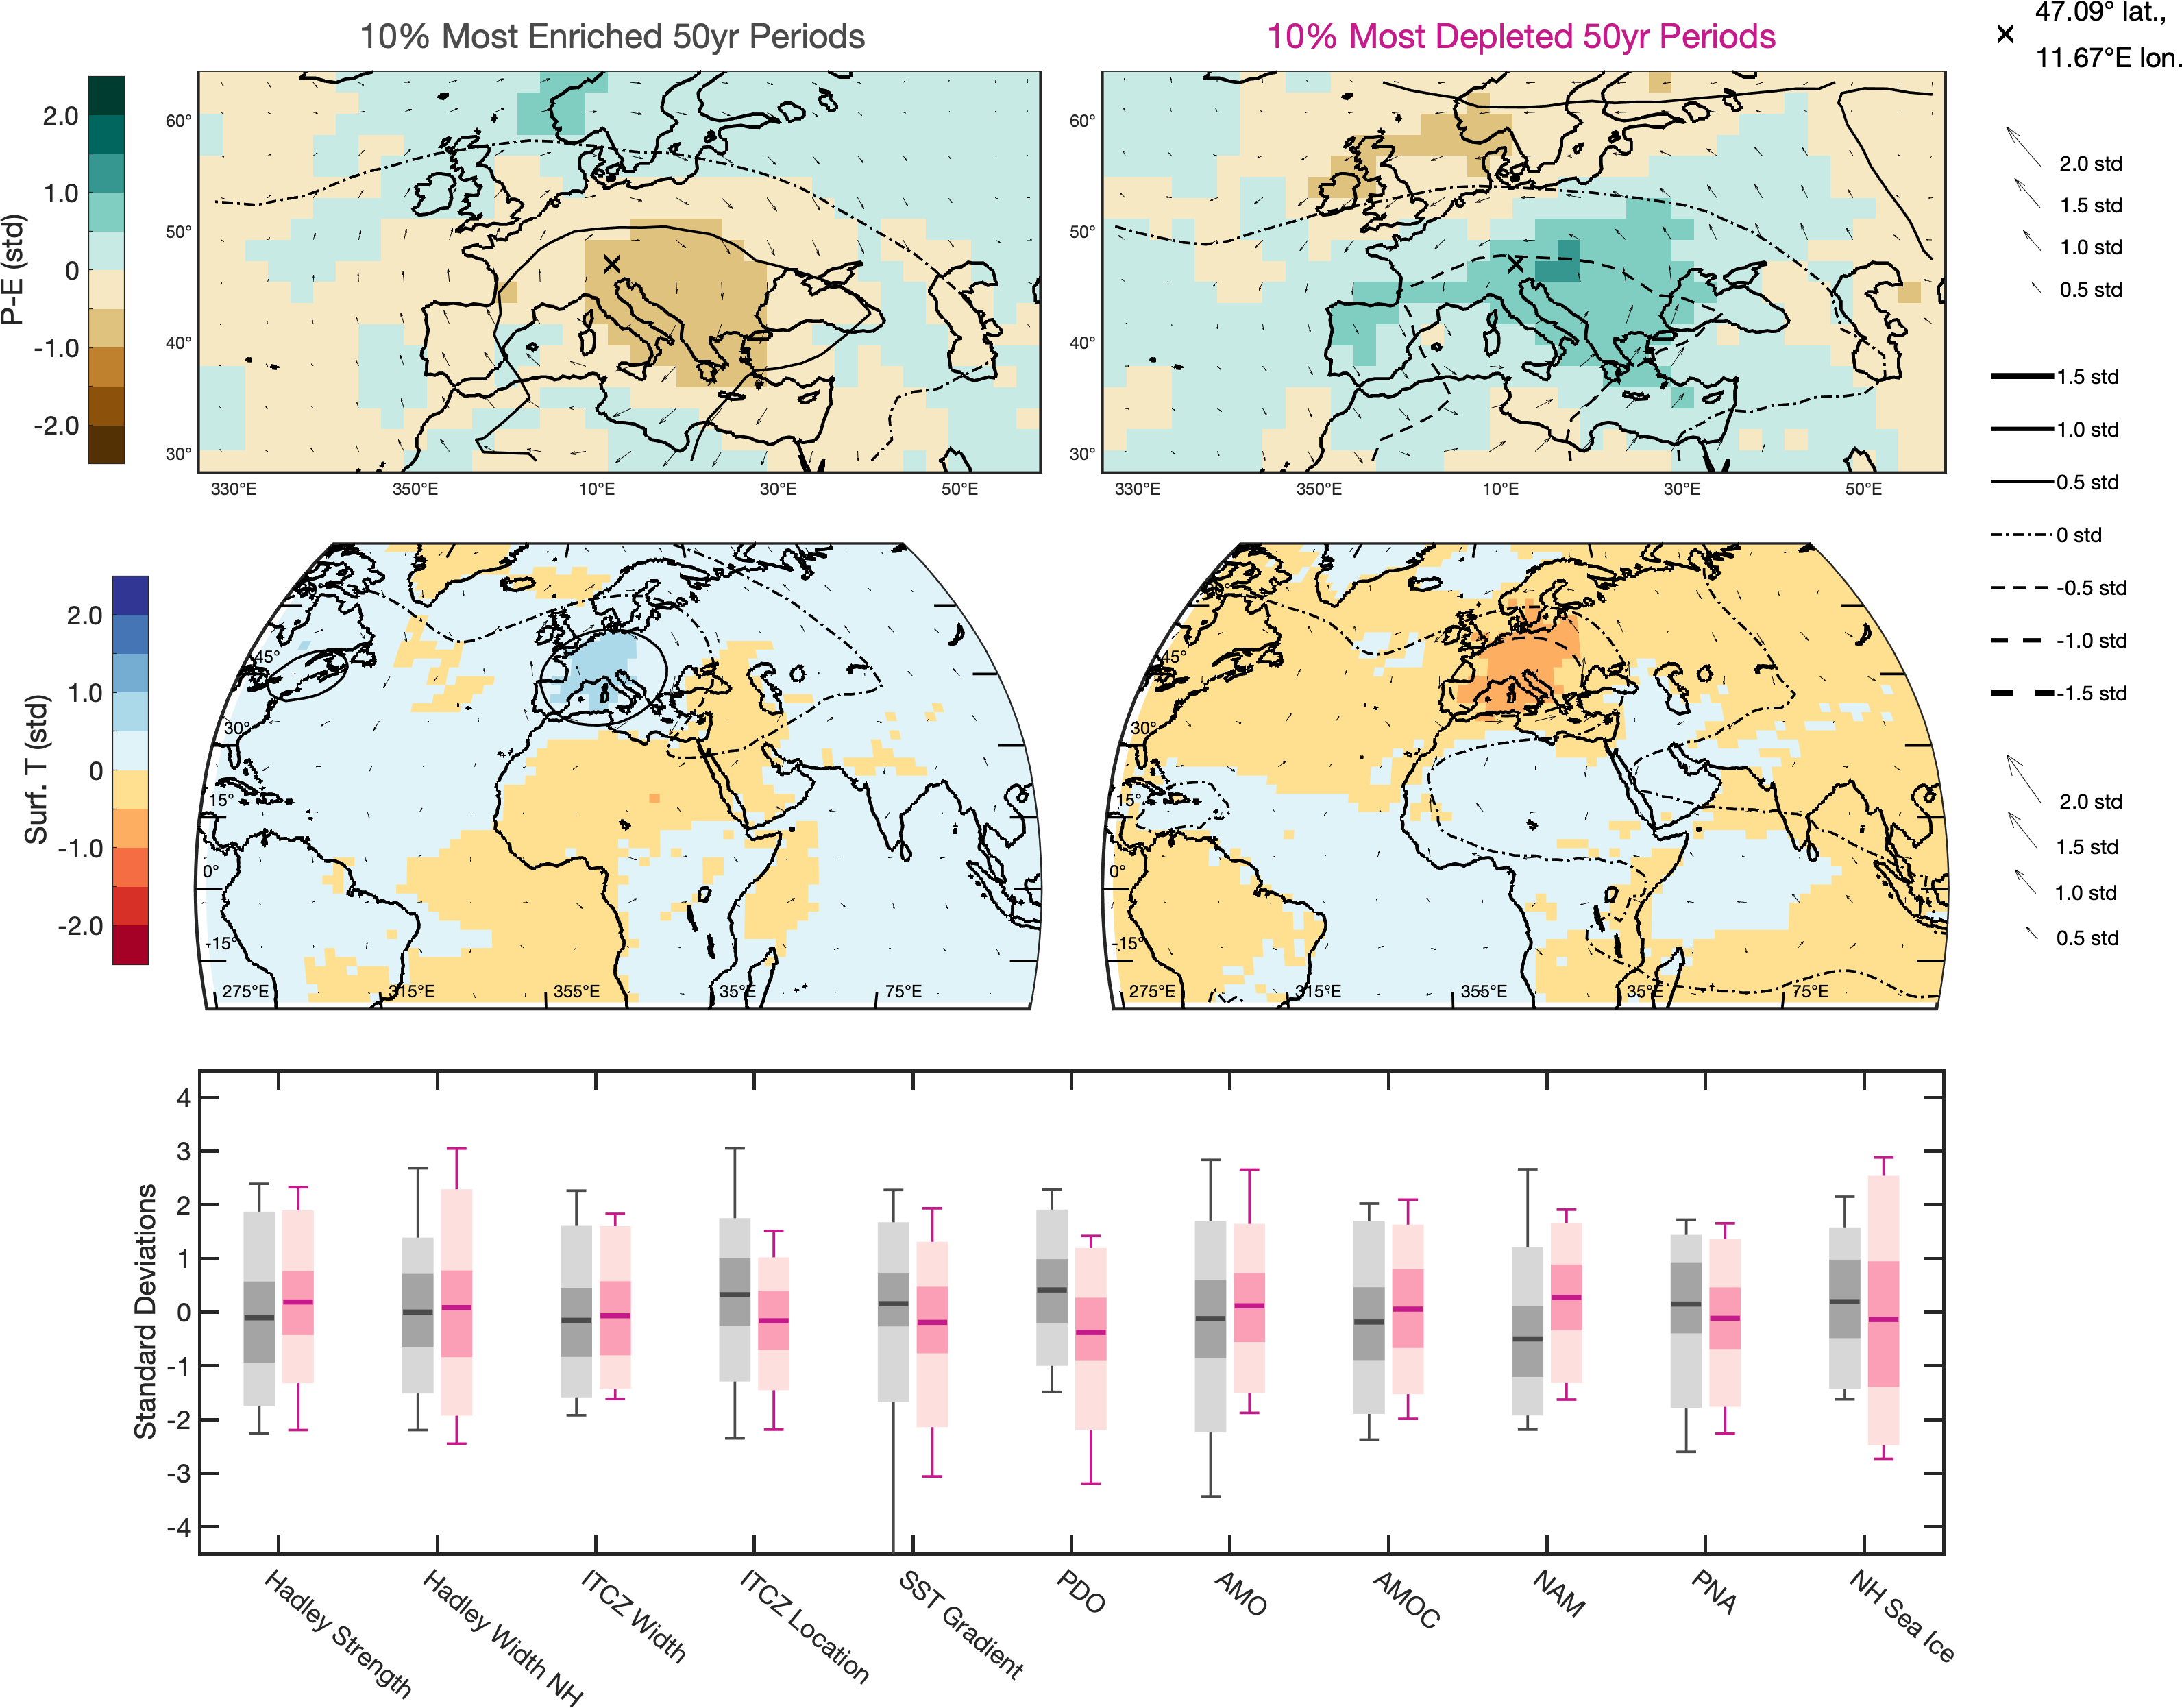 10% Most Enriched 50yr Periods
10% Most Depleted 50yr Periods
47.09° lat.,
11.67°E lon.
P-E (std)
2.0
1.0
0
-1.0
-2.0
60°
50°
40°
30°
330°E
350°E
10°E
30°E
50°E
60°
50°
40°
30°
330°E
350°E
10°E
30°E
50°E
2.0 std
1.5 std
1.0 std
0.5 std
1.5 std
1.0 std
0.5 std
0 std
-0.5 std
-1.0 std
-1.5 std
Surf. T (std)
2.0
1.0
0
-1.0
-2.0
45°
30°
15°
0°
-15°
275°E
315°E
355°E
35°E
75°E
45°
30°
15°
0°
-15°
275°E
315°E
355°E
35°E
75°E
2.0 std
1.5 std
1.0 std
0.5 std
Standard Deviations
4
3
2
1
0
-1
-2
-3
-4
Hadley Strength
Hadley Width NH
ITCZ Width
ITCZ Location
SST Gradient
PDO
AMO
AMOC
NAM
PNA
NH Sea Ice